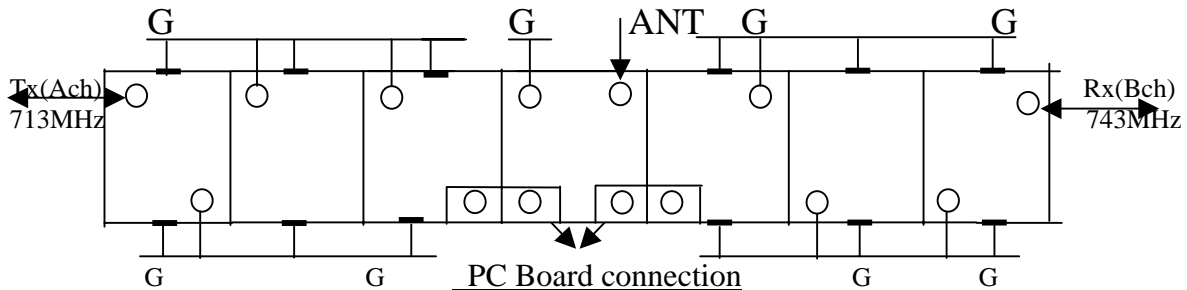 G G ANT G G
Tx(Ach) Rx(Bch)
713MHz 743MHz
G G PC Board connection G G